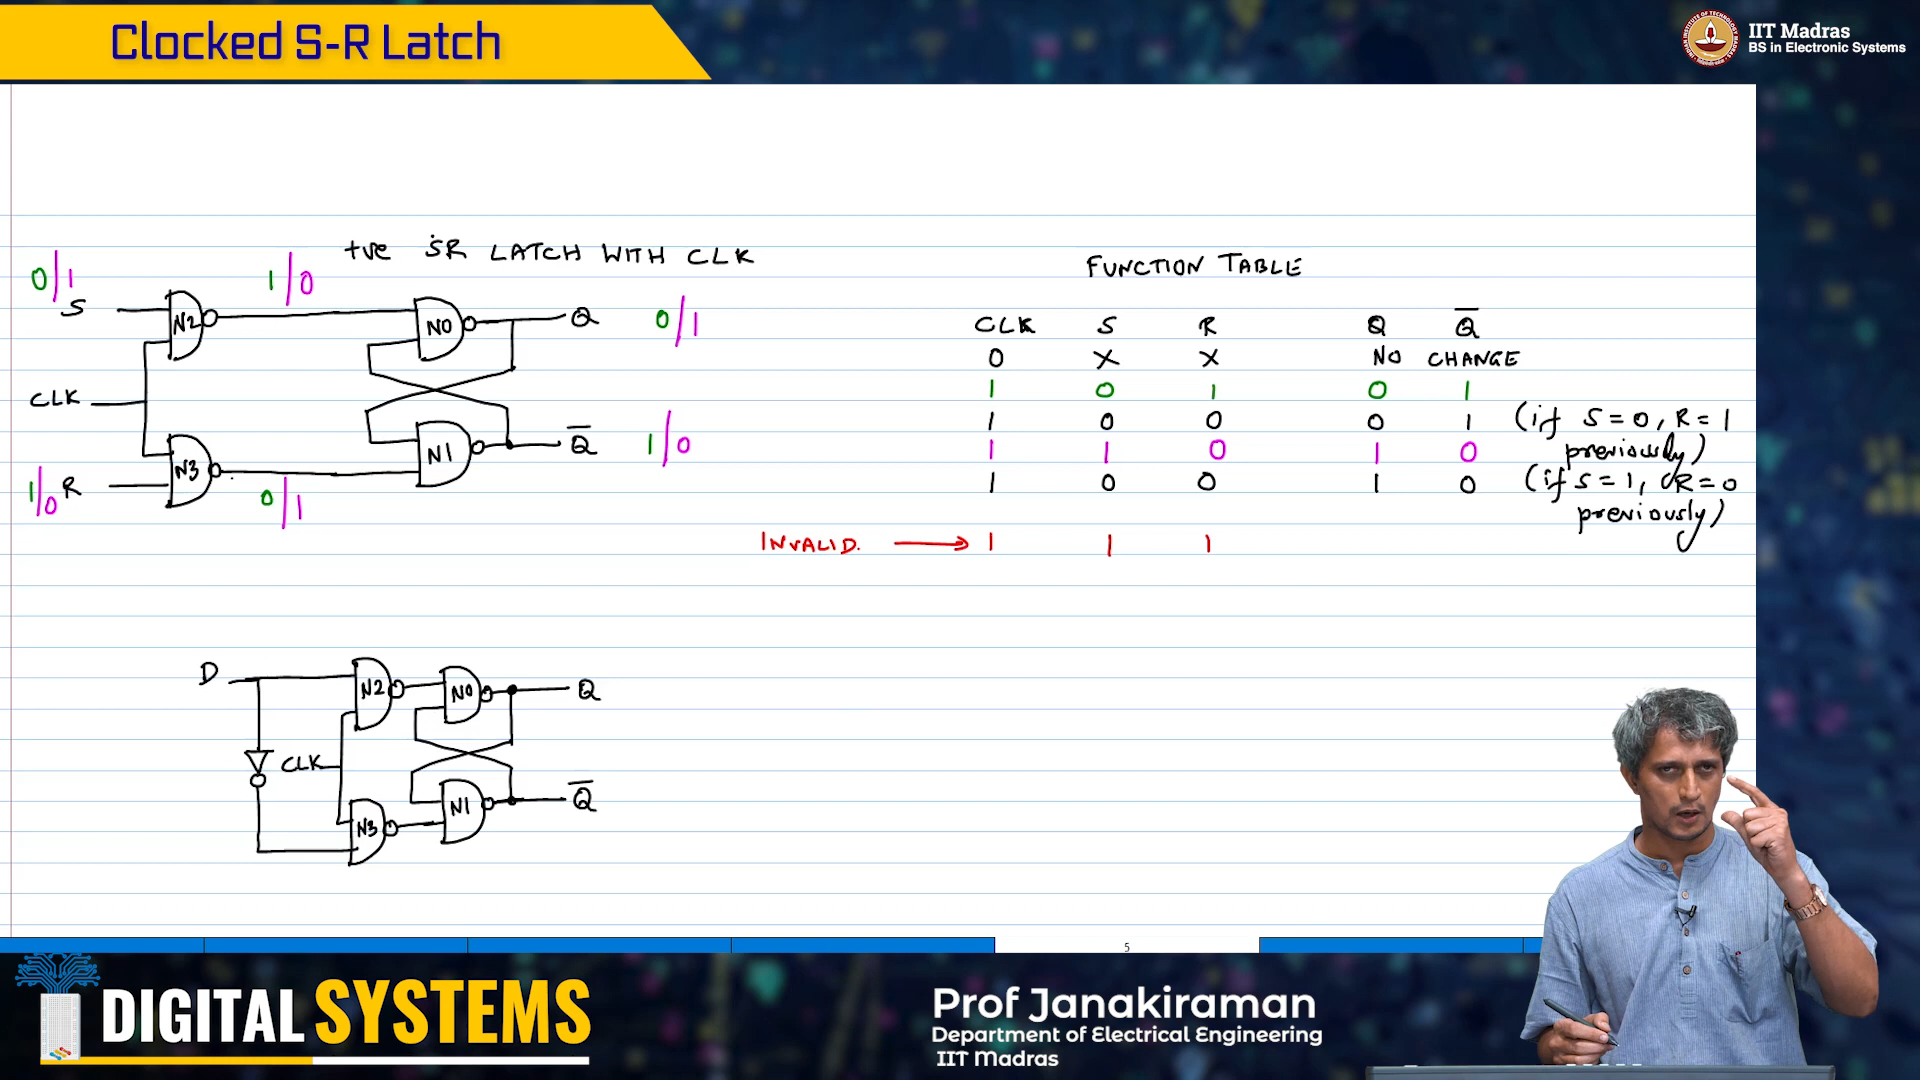 Clocked S-R Latch
IIT Madras
BS in Electronic Systems
+ve SR LATCH WITH CLK
0/1
S
1/0
N2
N0
Q
0/1
CLK
N3
N1
Q̅
1/0
1/0 R
0/1
FUNCTION TABLE
CLK S R Q Q̅
0 X X NO CHANGE
1 0 1 0 1
1 0 0 0 1 (if S=0, R=1
previously)
1 1 0 1 0
1 0 0 1 0 (if S=1, R=0
previously)
INVALID. → 1 1 1
D
N2
N0
Q
CLK
N3
N1
Q̅
5
DIGITAL SYSTEMS
Prof Janakiraman
Department of Electrical Engineering
IIT Madras